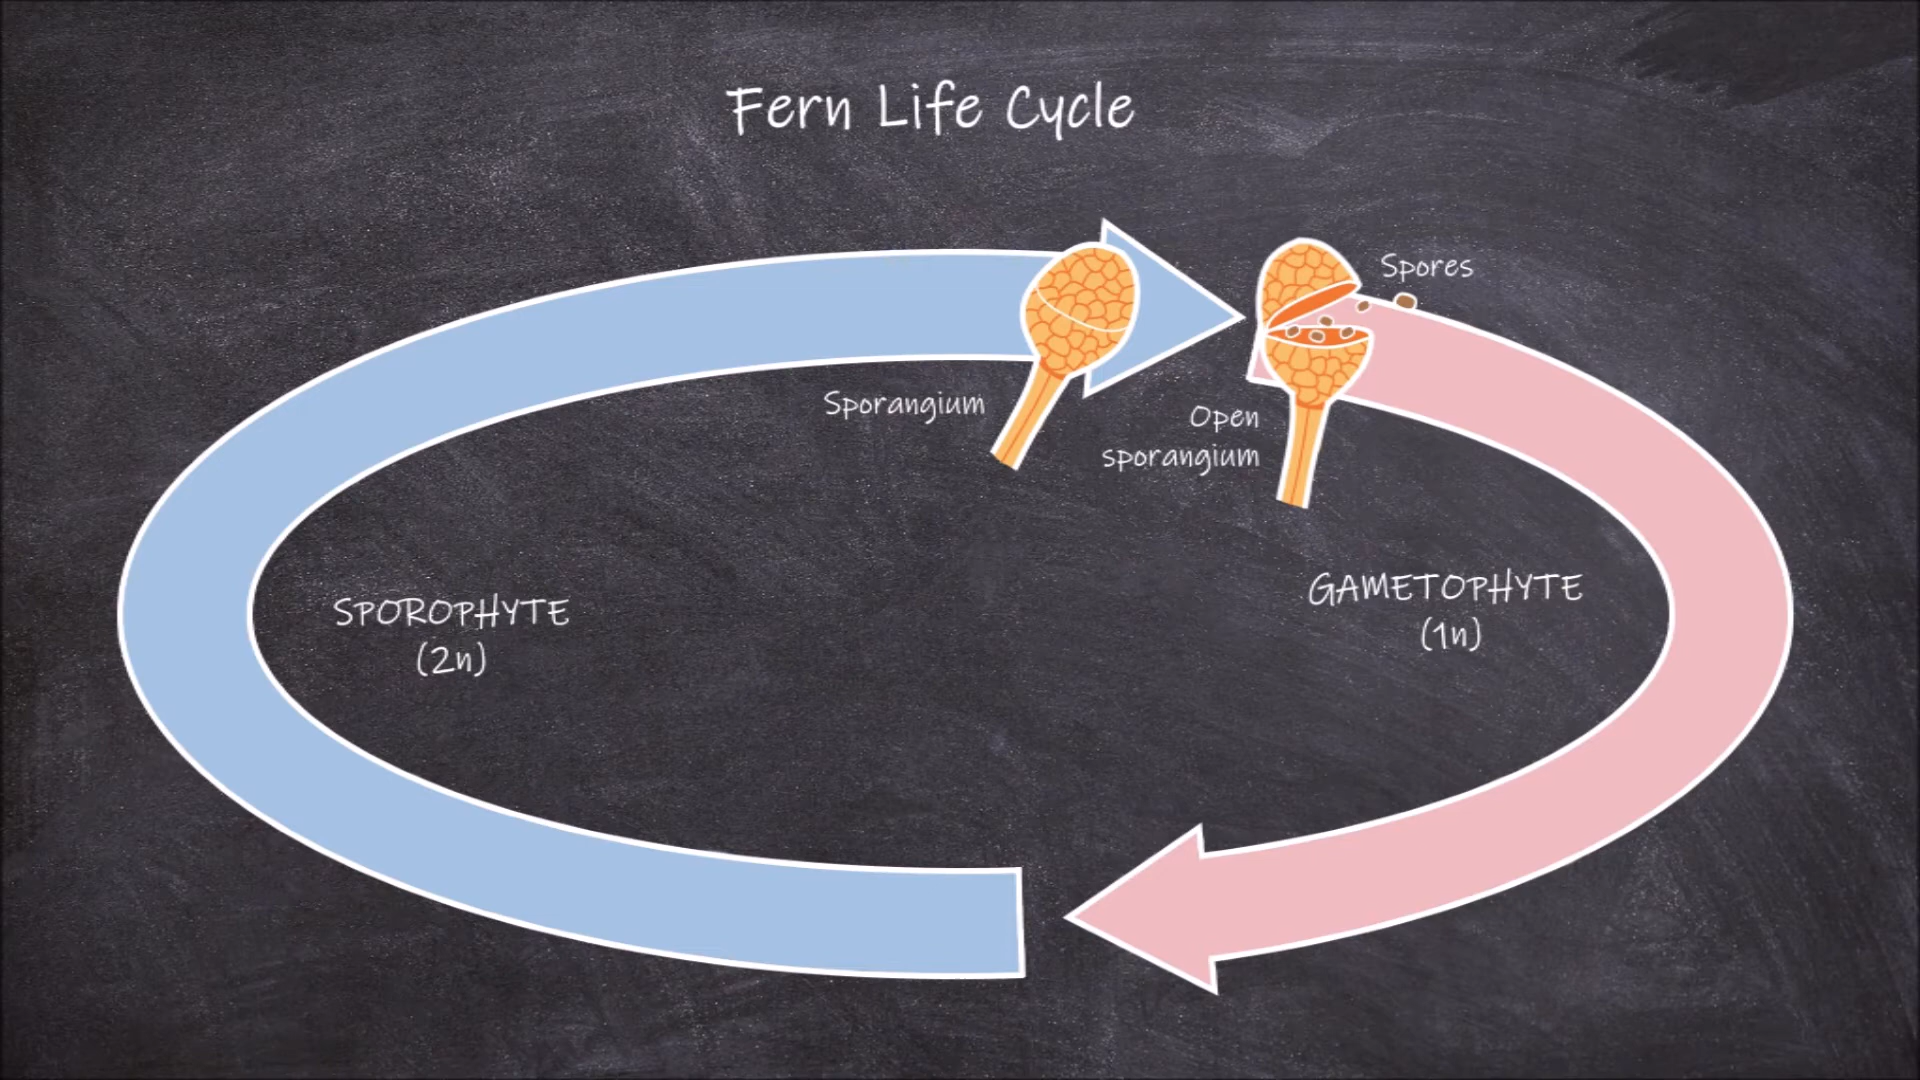 Fern Life Cycle
Spores
Sporangium
Open
sporangium
SPOROPHYTE
(2n)
GAMETOPHYTE
(1n)